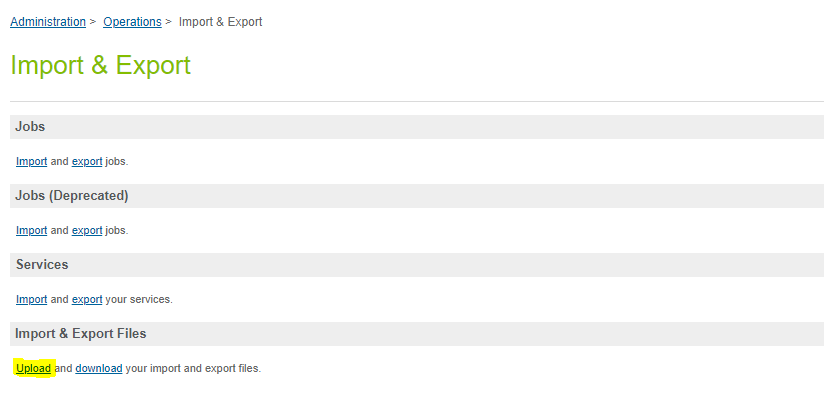 Administration > Operations > Import & Export
Import & Export
Jobs
Import and export jobs.
Jobs (Deprecated)
Import and export jobs.
Services
Import and export your services.
Import & Export Files
Upload and download your import and export files.